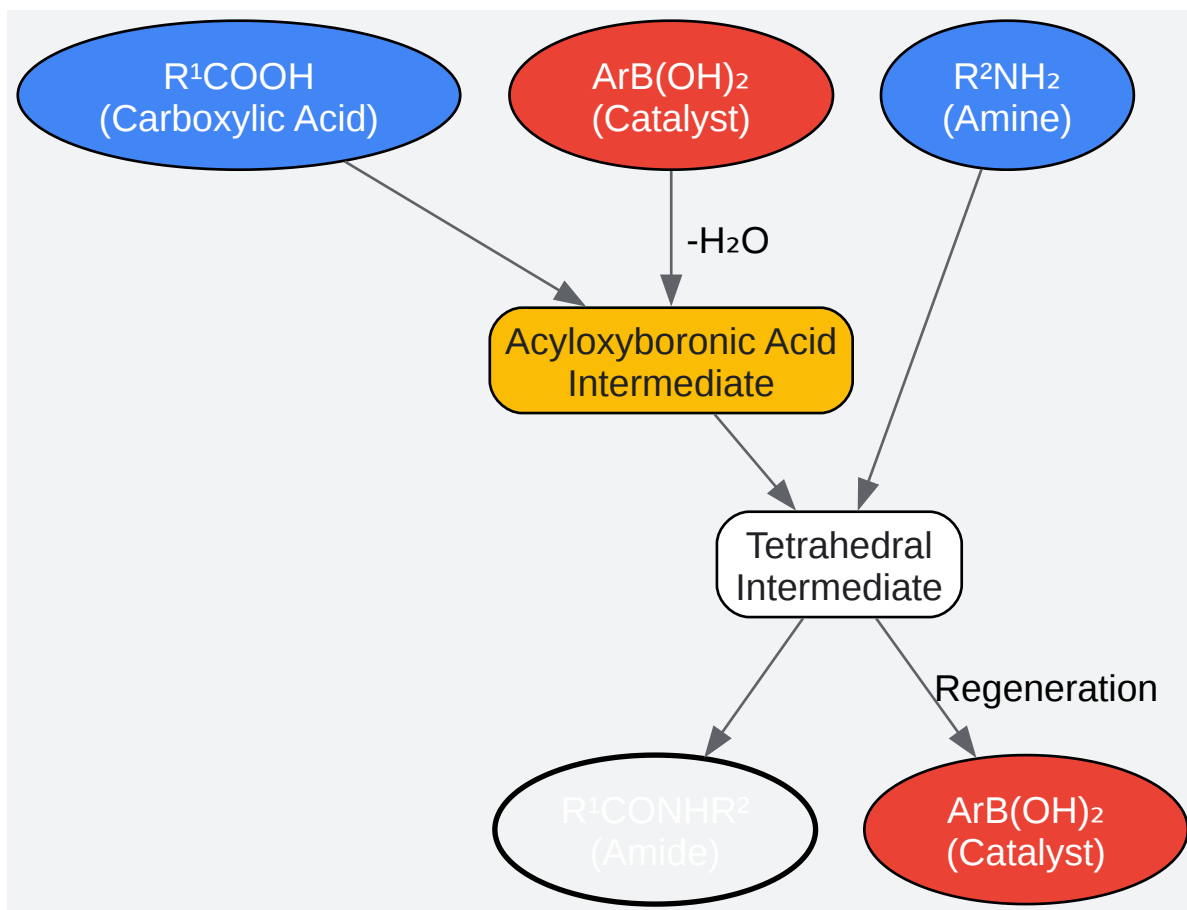 R¹COOH
(Carboxylic Acid)
ArB(OH)₂
(Catalyst)
R²NH₂
(Amine)
-H₂O
Acyloxyboronic Acid
Intermediate
Tetrahedral
Intermediate
Regeneration
R¹CONHR²
(Amide)
ArB(OH)₂
(Catalyst)